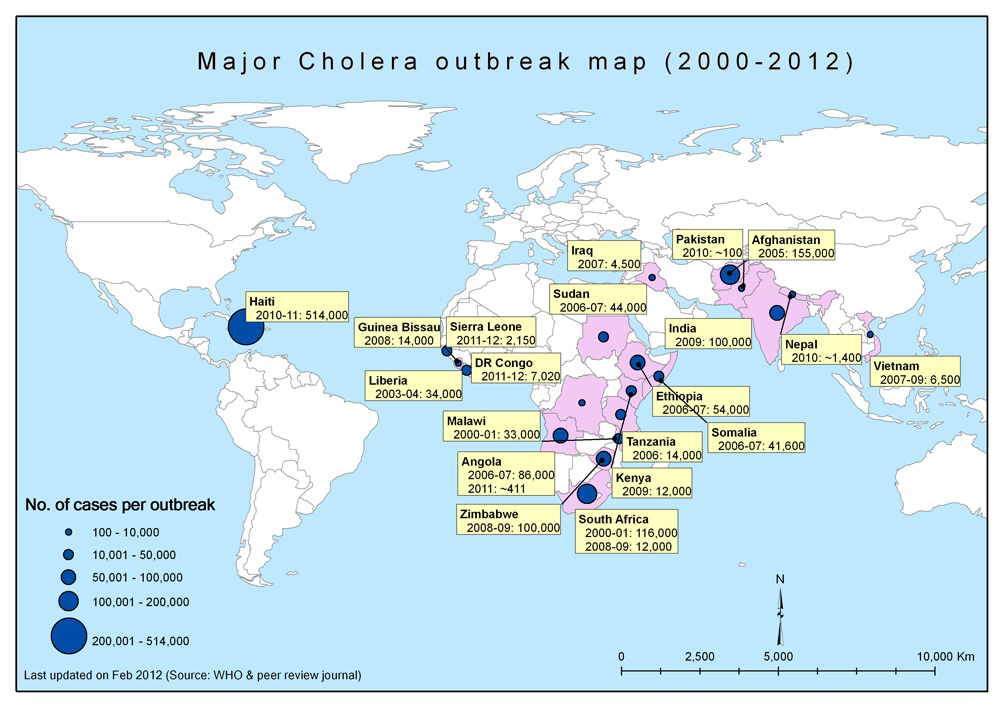 Major Cholera outbreak map (2000-2012)
Pakistan
2010: ~100
Afghanistan
2005: 155,000
Iraq
2007: 4,500
Sudan
2006-07: 44,000
Haiti
2010-11: 514,000
Guinea Bissau
2008: 14,000
Sierra Leone
2011-12: 2,150
India
2009: 100,000
Nepal
2010: ~1,400
DR Congo
2011-12: 7,020
Vietnam
2007-09: 6,500
Liberia
2003-04: 34,000
Ethiopia
2006-07: 54,000
Malawi
2000-01: 33,000
Somalia
2006-07: 41,600
Tanzania
2006: 14,000
Angola
2006-07: 86,000
2011: ~411
Kenya
2009: 12,000
Zimbabwe
2008-09: 100,000
South Africa
2000-01: 116,000
2008-09: 12,000
No. of cases per outbreak
100 - 10,000
10,001 - 50,000
50,001 - 100,000
100,001 - 200,000
200,001 - 514,000
N
0 2,500 5,000 10,000 Km
Last updated on Feb 2012 (Source: WHO & peer review journal)